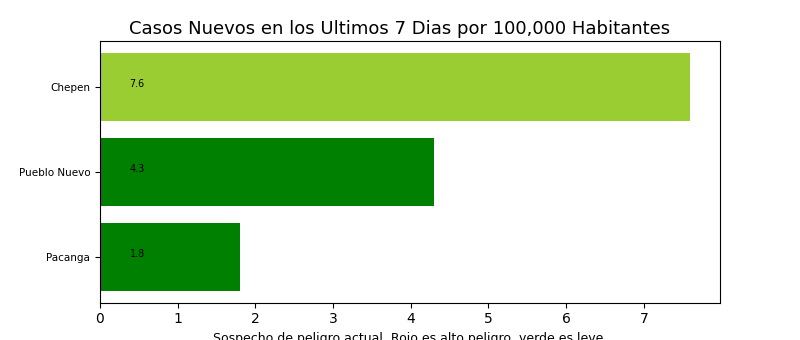 Casos Nuevos en los Ultimos 7 Dias por 100,000 Habitantes
Chepen
7.6
Pueblo Nuevo
4.3
Pacanga
1.8
0 1 2 3 4 5 6 7
Sospecho de peligro actual. Rojo es alto peligro, verde es leve